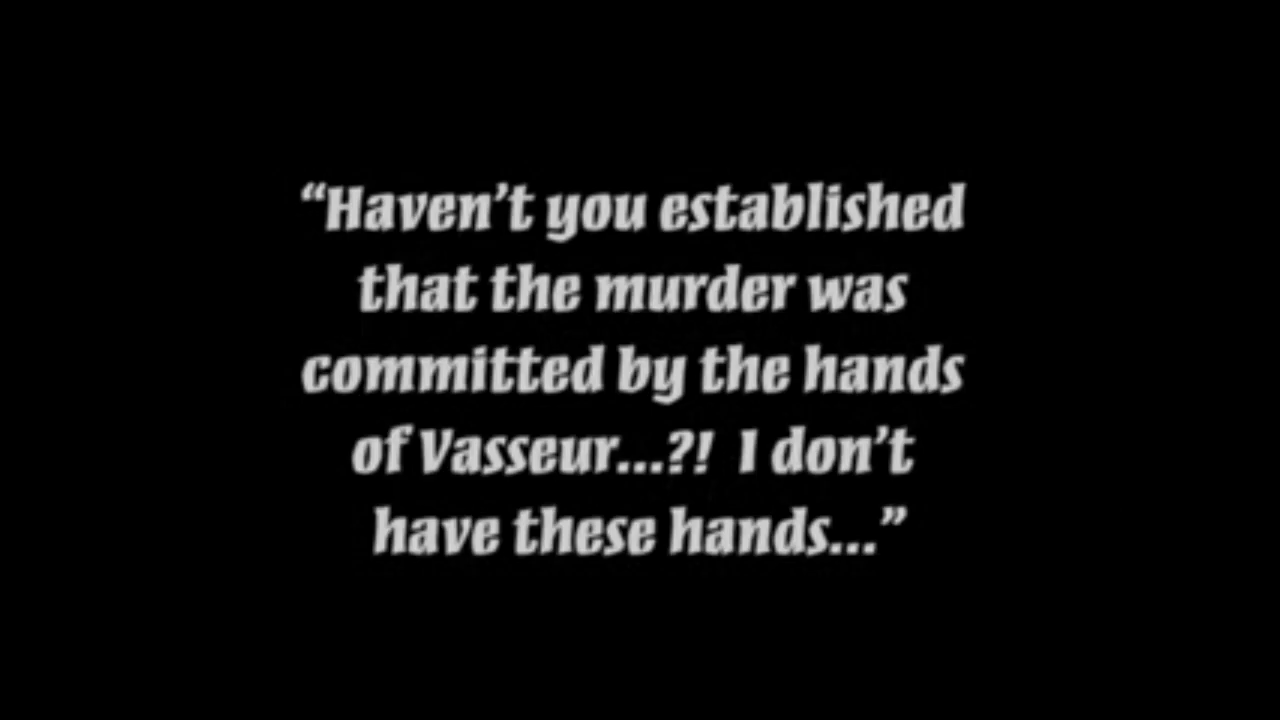 “Haven’t you established
that the murder was
committed by the hands
of Vasseur...?!  I don’t
have these hands...”